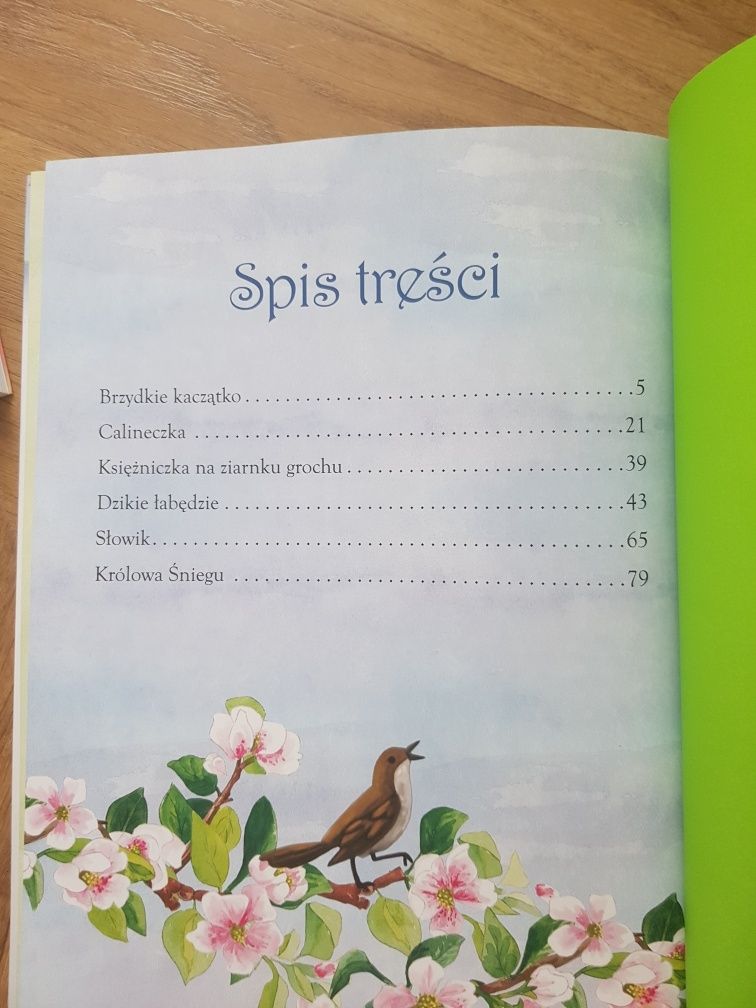 Spis treści
Brzydkie kaczątko.......................................5
Calineczka ...........................................21
Księżniczka na ziarnku grochu............................39
Dzikie łabędzie ........................................43
Słowik...............................................65
Królowa Śniegu .......................................79